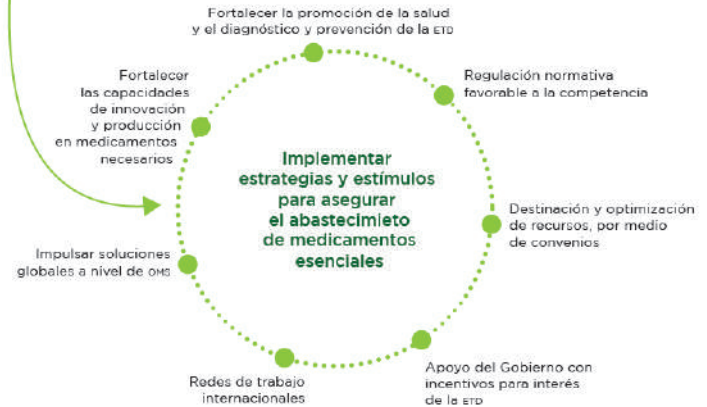 Fortalecer la promoción de la salud
y el diagnóstico y prevención de la ETD
Regulación normativa
favorable a la competencia
Fortalecer
las capacidades
de innovación
y producción
en medicamentos
necesarios
Implementar
estrategias y estímulos
para asegurar
el abastecimieto
de medicamentos
esenciales
Destinación y optimización
de recursos, por medio
de convenios
Impulsar soluciones
globales a nivel de OMS
Apoyo del Gobierno con
incentivos para interés
de la ETD
Redes de trabajo
internacionales